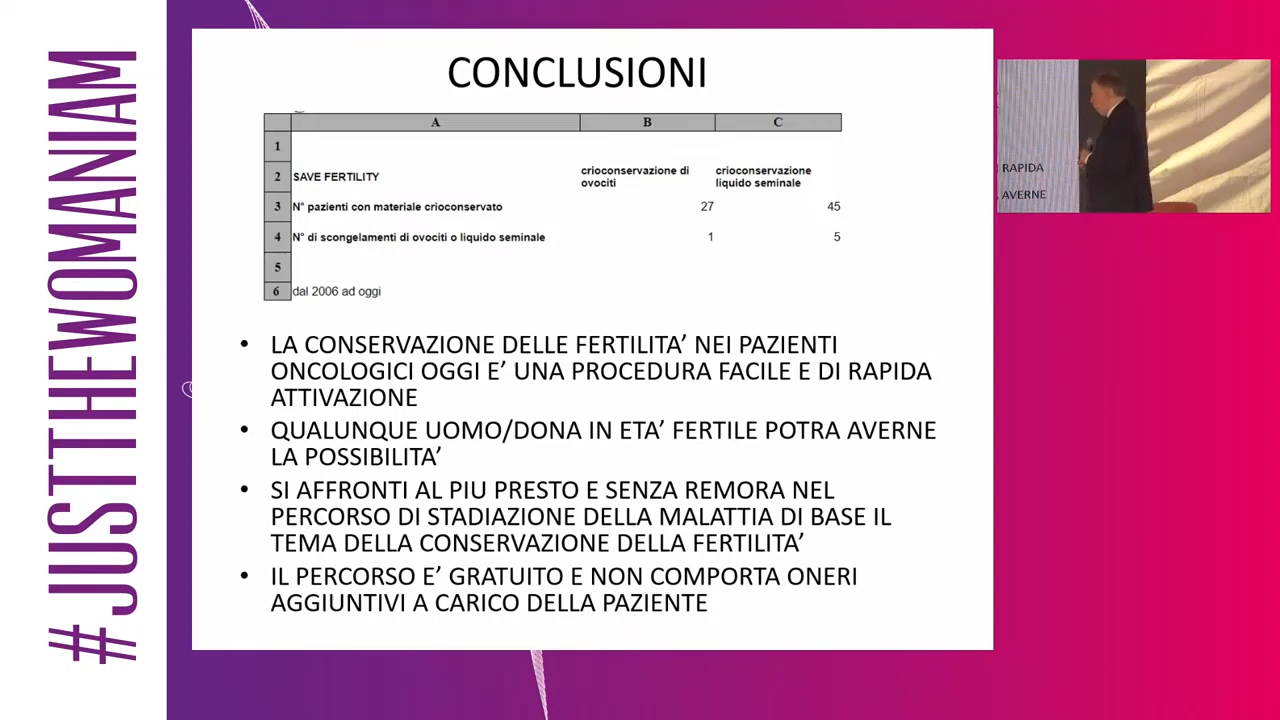 #JUSTTHEWOMANIAM
CONCLUSIONI
A B C
1
2 SAVE FERTILITY crioconservazione di ovociti crioconservazione liquido seminale
3 N° pazienti con materiale crioconservato 27 45
4 N° di scongelamenti di ovociti o liquido seminale 1 5
5
6 dal 2006 ad oggi
• LA CONSERVAZIONE DELLE FERTILITA’ NEI PAZIENTI
ONCOLOGICI OGGI E’ UNA PROCEDURA FACILE E DI RAPIDA
ATTIVAZIONE
• QUALUNQUE UOMO/DONA IN ETA’ FERTILE POTRA AVERNE
LA POSSIBILITA’
• SI AFFRONTI AL PIU PRESTO E SENZA REMORA NEL
PERCORSO DI STADIAZIONE DELLA MALATTIA DI BASE IL
TEMA DELLA CONSERVAZIONE DELLA FERTILITA’
• IL PERCORSO E’ GRATUITO E NON COMPORTA ONERI
AGGIUNTIVI A CARICO DELLA PAZIENTE
RAPIDA
AVERNE